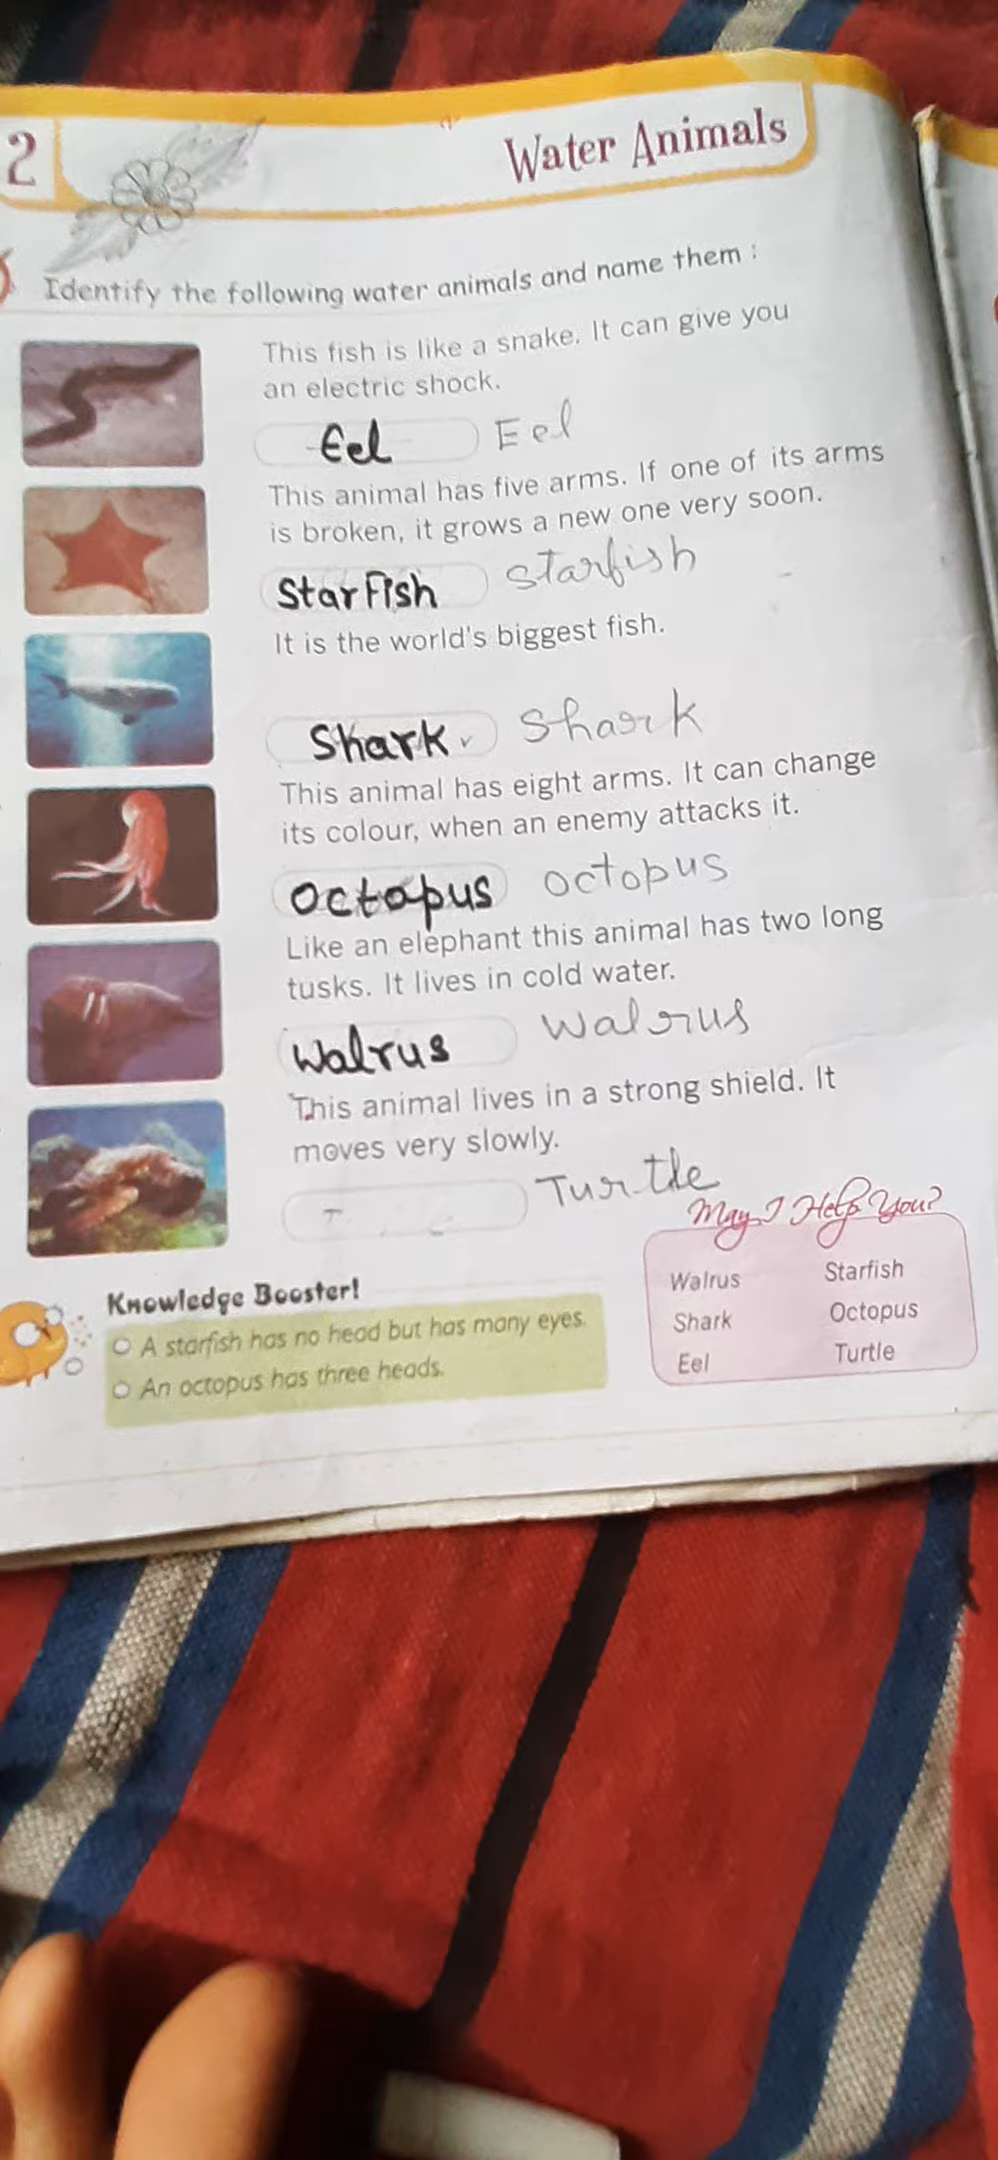 2
Water Animals
Identify the following water animals and name them :
This fish is like a snake. It can give you
an electric shock.
Eel Eel
This animal has five arms. If one of its arms
is broken, it grows a new one very soon.
StarFish Starfish
It is the world's biggest fish.
Shark Shark
This animal has eight arms. It can change
its colour, when an enemy attacks it.
Octopus Octopus
Like an elephant this animal has two long
tusks. It lives in cold water.
Walrus Walrus
This animal lives in a strong shield. It
moves very slowly.
T Turtle
May I Help You?
Walrus Starfish
Shark Octopus
Eel Turtle
Knowledge Booster!
A starfish has no head but has many eyes.
An octopus has three heads.